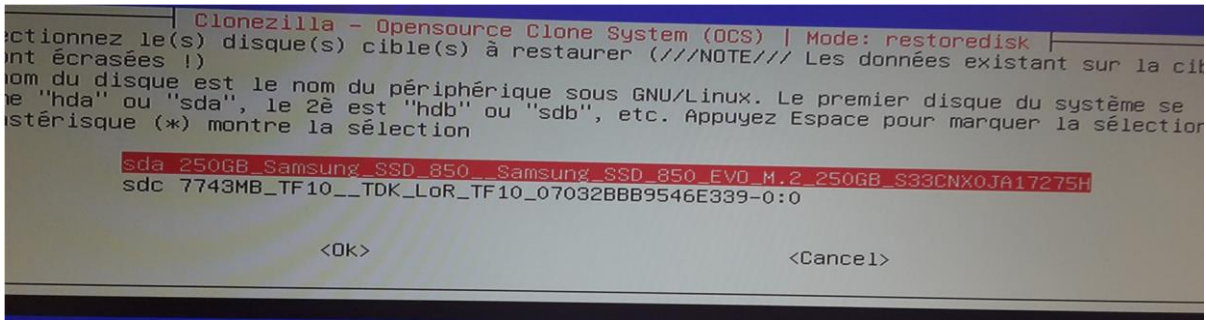 Clonezilla - Opensource Clone System (OCS) | Mode: restoredisk
ectionnez le(s) disque(s) cible(s) à restaurer (///NOTE/// Les données existant sur la cib
ont écrasées !)
nom du disque est le nom du périphérique sous GNU/Linux. Le premier disque du système se
me "hda" ou "sda", le 2è est "hdb" ou "sdb", etc. Appuyez Espace pour marquer la sélection
stérisque (*) montre la sélection
sda 250GB_Samsung_SSD_850__Samsung_SSD_850_EVO_M.2_250GB_S33CNX0JA17275H
sdc 7743MB_TF10__TDK_LoR_TF10_07032BBB9546E339-0:0
<Ok> <Cancel>